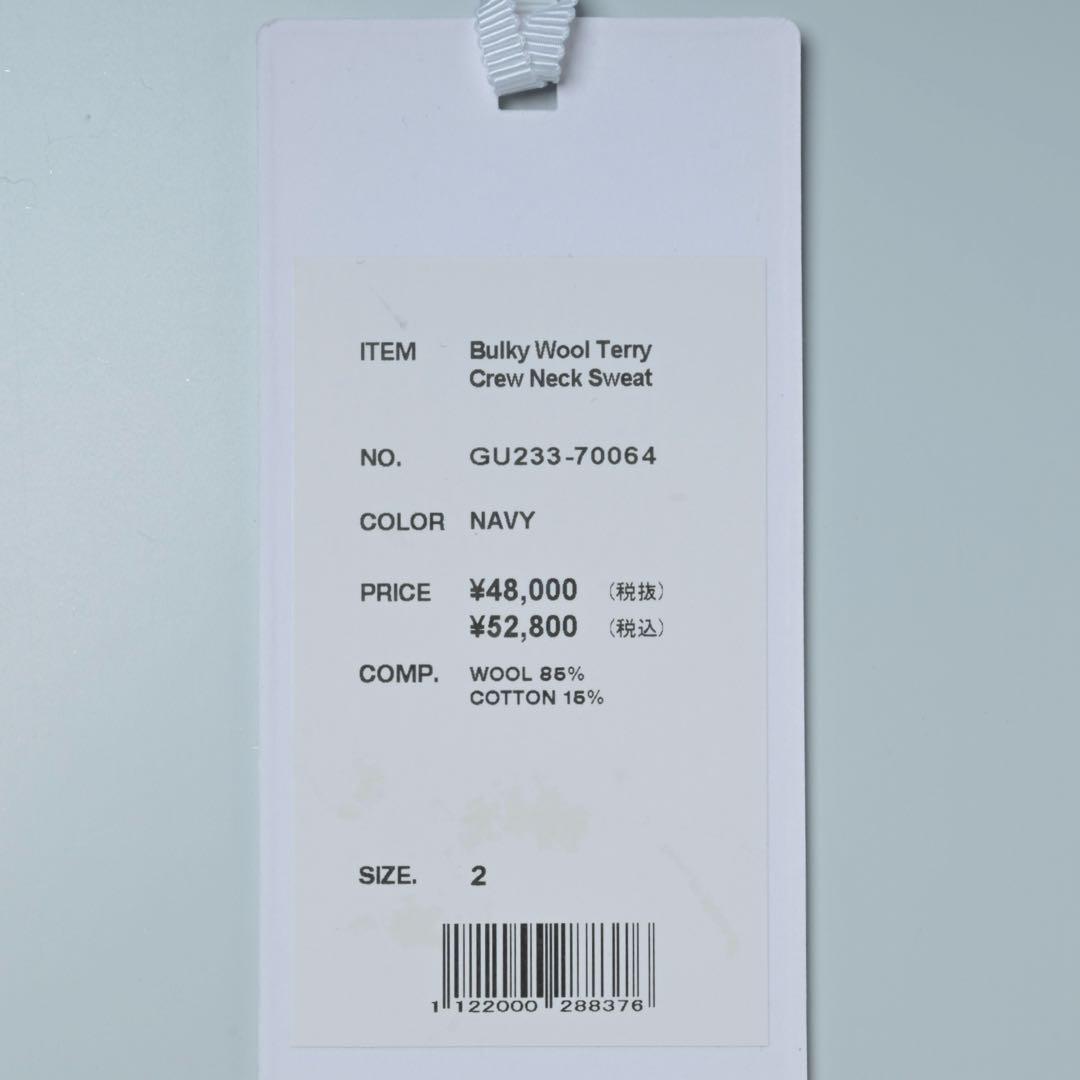 ITEM Bulky Wool Terry
Crew Neck Sweat
NO. GU233-70064
COLOR NAVY
PRICE ¥48,000 (税抜)
¥52,800 (税込)
COMP. WOOL 85%
COTTON 15%
SIZE. 2
1 122000 288376